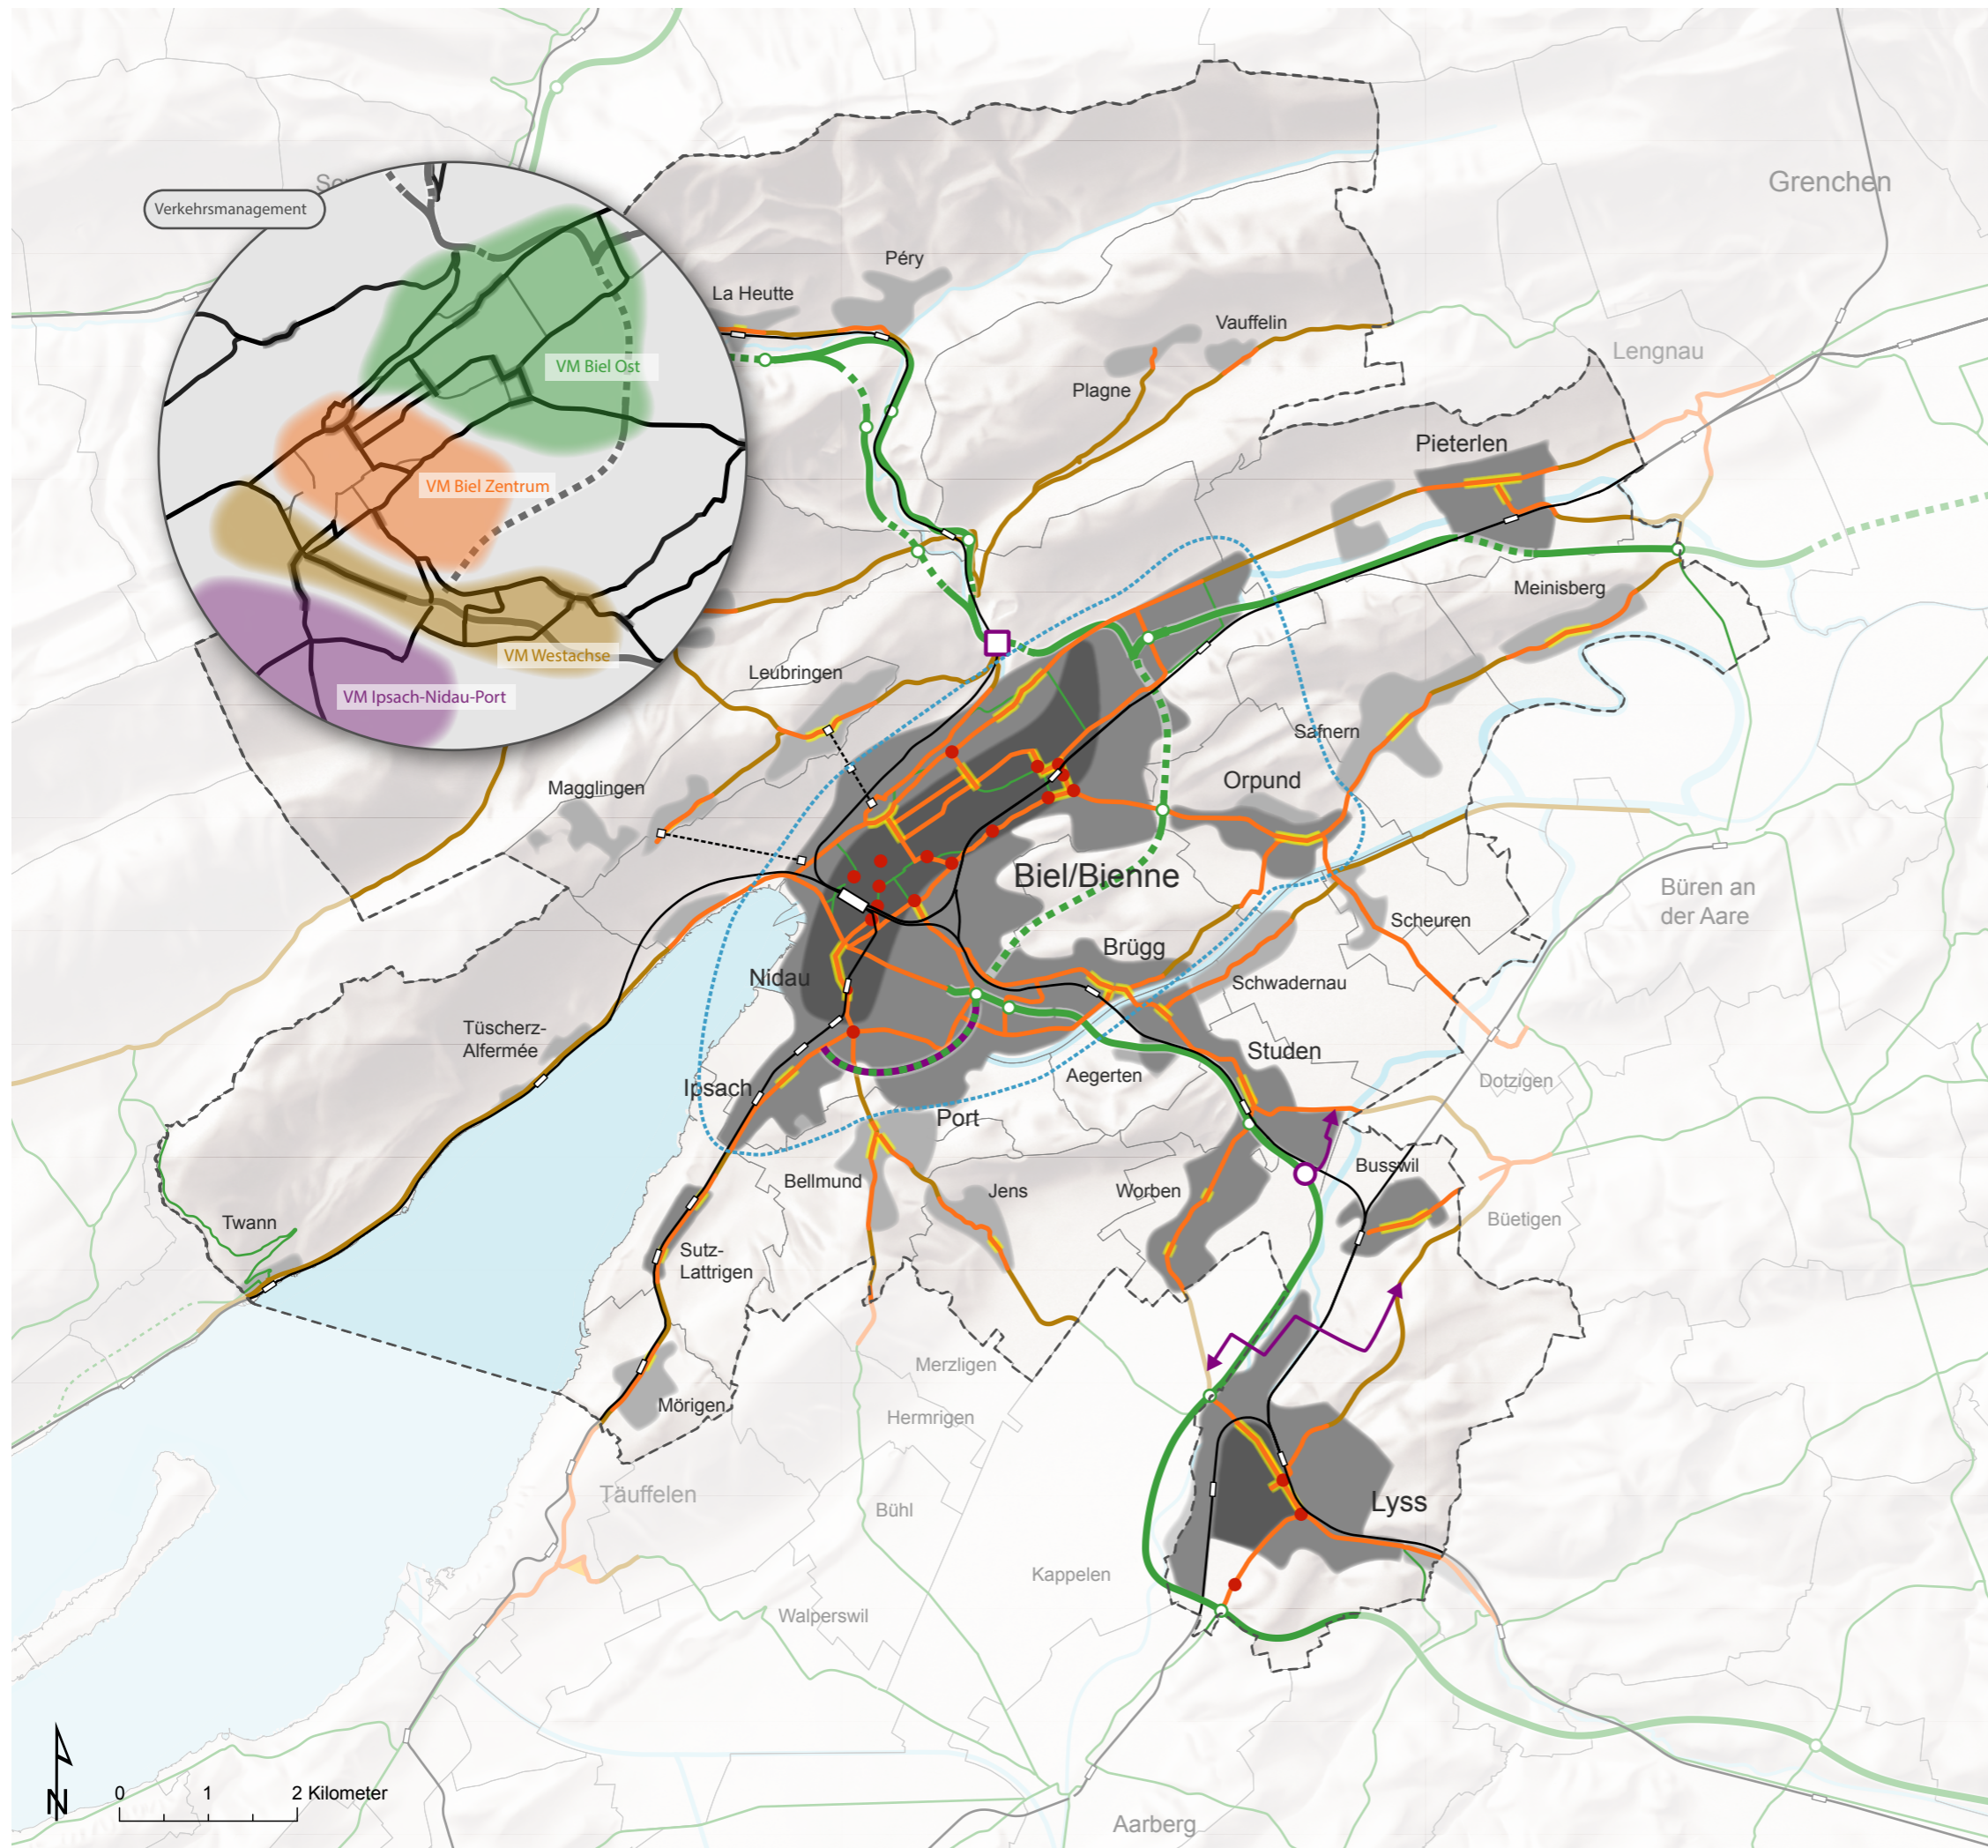 Grenchen
Verkehrsmanagement
Péry
La Heutte
Vauffelin
Lengnau
VM Biel Ost
Plagne
Pieterlen
VM Biel Zentrum
Meinisberg
VM Westachse
Leubringen
VM Ipsach-Nidau-Port
Safnern
Orpund
Magglingen
Biel/Bienne
Büren an
der Aare
Scheuren
Brügg
Nidau
Schwadernau
Tüscherz-
Alfermée
Studen
Aegerten
Dotzigen
Ipsach
Port
Busswil
Bellmund
Jens
Worben
Twann
Büetigen
Sutz-
Lattrigen
Merzligen
Mörigen
Hermrigen
Täuffelen
Lyss
Bühl
Kappelen
Walperswil
N
0 1 2 Kilometer
Aarberg